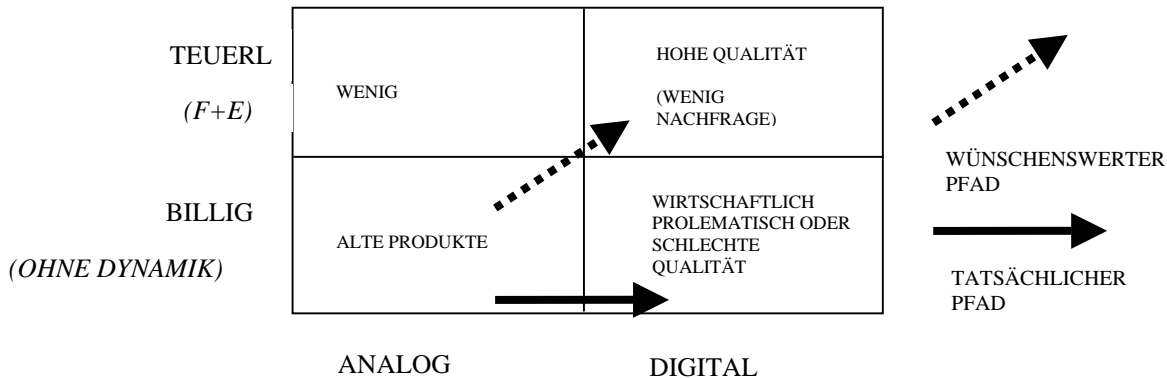 TEUERL
(F+E)
WENIG
HOHE QUALITÄT
(WENIG
NACHFRAGE)
BILLIG
(OHNE DYNAMIK)
ALTE PRODUKTE
WIRTSCHAFTLICH
PROLEMATISCH ODER
SCHLECHTE
QUALITÄT
ANALOG
DIGITAL
WÜNSCHENSWERTER
PFAD
TATSÄCHLICHER
PFAD